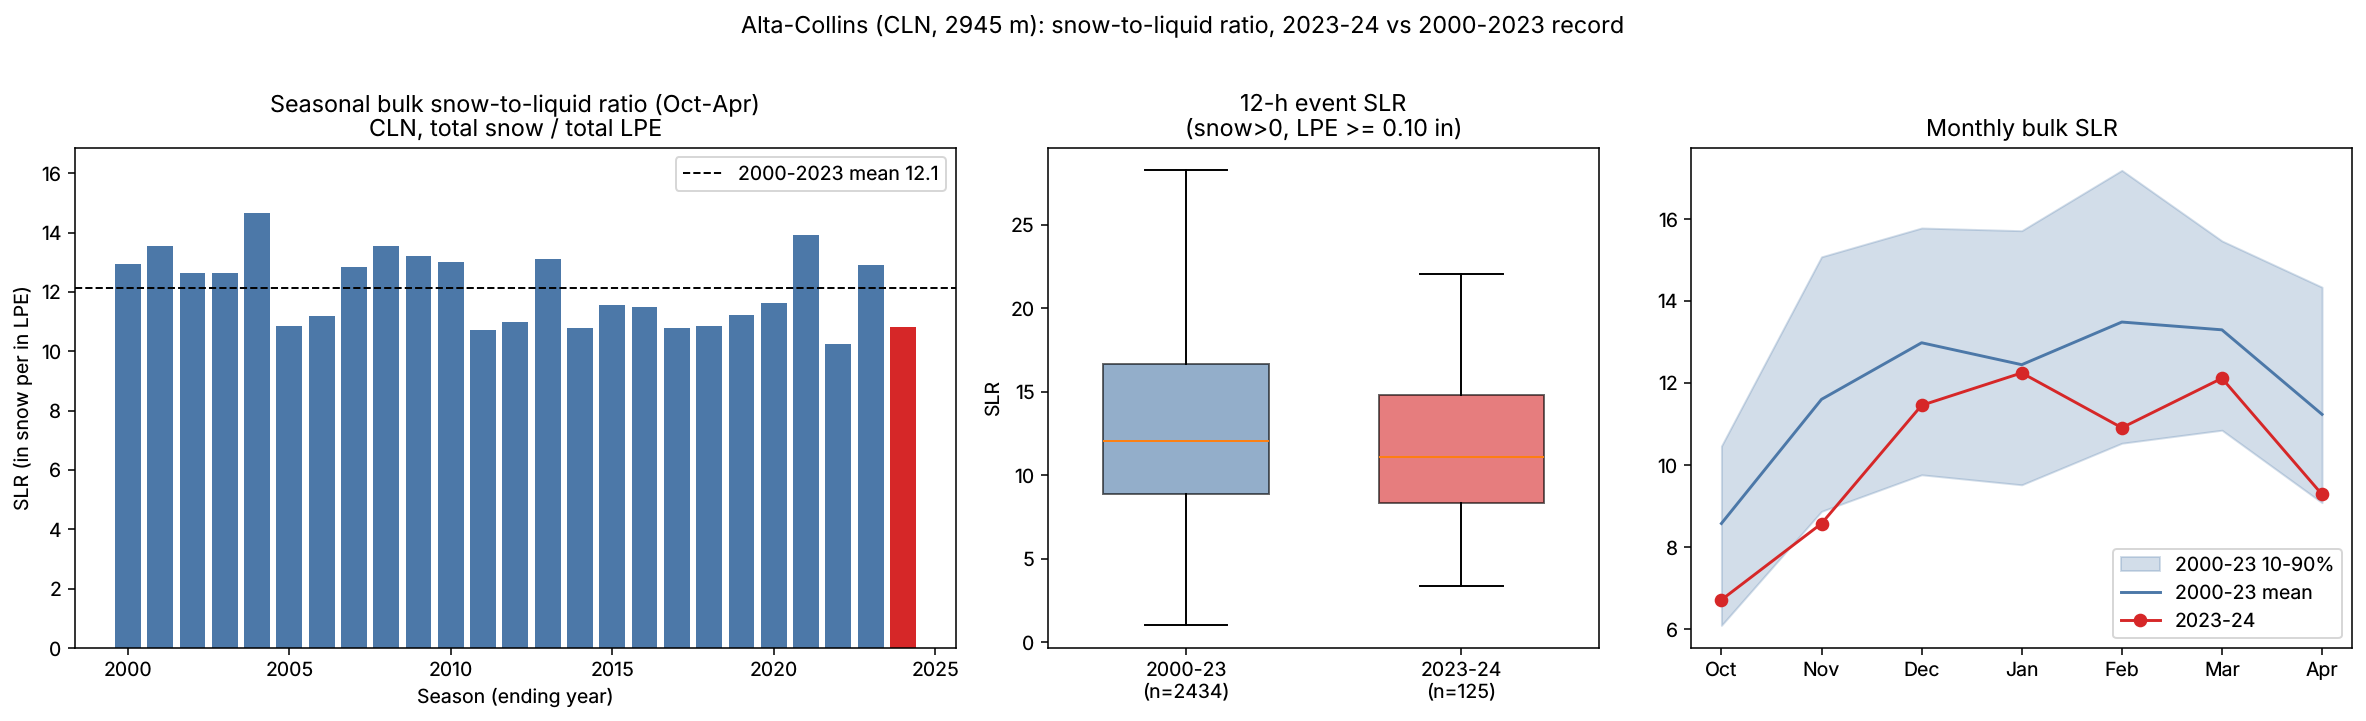 Alta-Collins (CLN, 2945 m): snow-to-liquid ratio, 2023-24 vs 2000-2023 record
Seasonal bulk snow-to-liquid ratio (Oct-Apr)
CLN, total snow / total LPE
2000-2023 mean 12.1
SLR (in snow per in LPE)
16
14
12
10
8
6
4
2
0
2000
2005
2010
2015
2020
2025
Season (ending year)
12-h event SLR
(snow>0, LPE >= 0.10 in)
SLR
25
20
15
10
5
0
2000-23
(n=2434)
2023-24
(n=125)
Monthly bulk SLR
16
14
12
10
8
6
2000-23 10-90%
2000-23 mean
2023-24
Oct
Nov
Dec
Jan
Feb
Mar
Apr